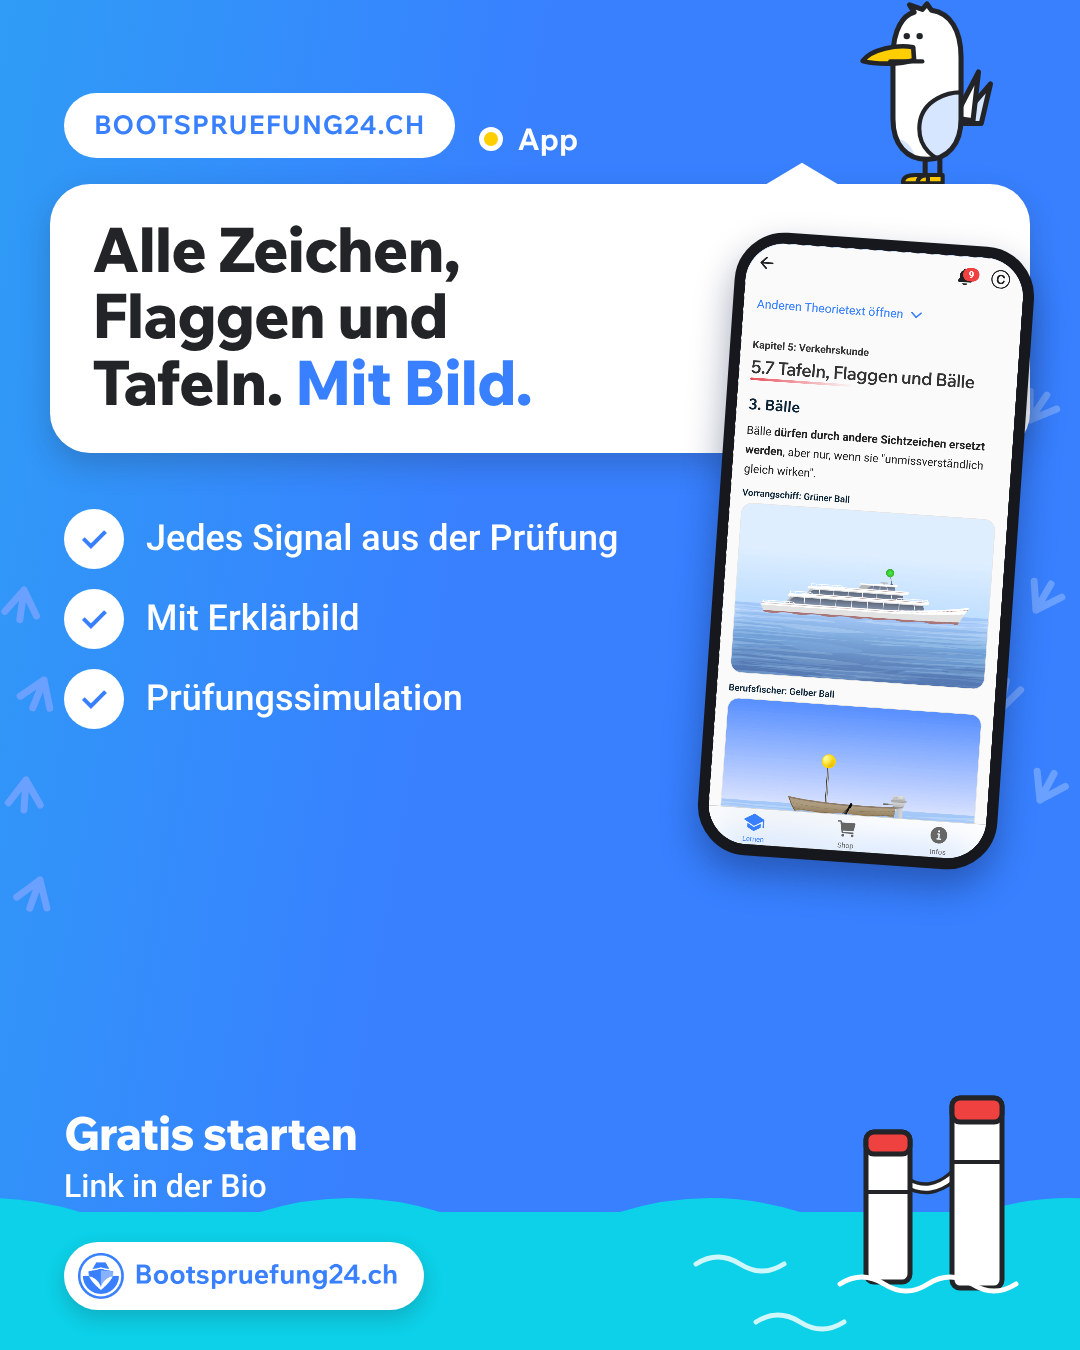 BOOTSPRUEFUNG24.CH
App
Alle Zeichen,
Flaggen und
Tafeln. Mit Bild.
Jedes Signal aus der Prüfung
Mit Erklärbild
Prüfungssimulation
9
C
Anderen Theorietext öffnen
Kapitel 5: Verkehrskunde
5.7 Tafeln, Flaggen und Bälle
3. Bälle
Bälle dürfen durch andere Sichtzeichen ersetzt
werden, aber nur, wenn sie "unmissverständlich
gleich wirken".
Vorrangschiff: Grüner Ball
Berufsfischer: Gelber Ball
Lernen
Shop
Infos
Gratis starten
Link in der Bio
Bootspruefung24.ch